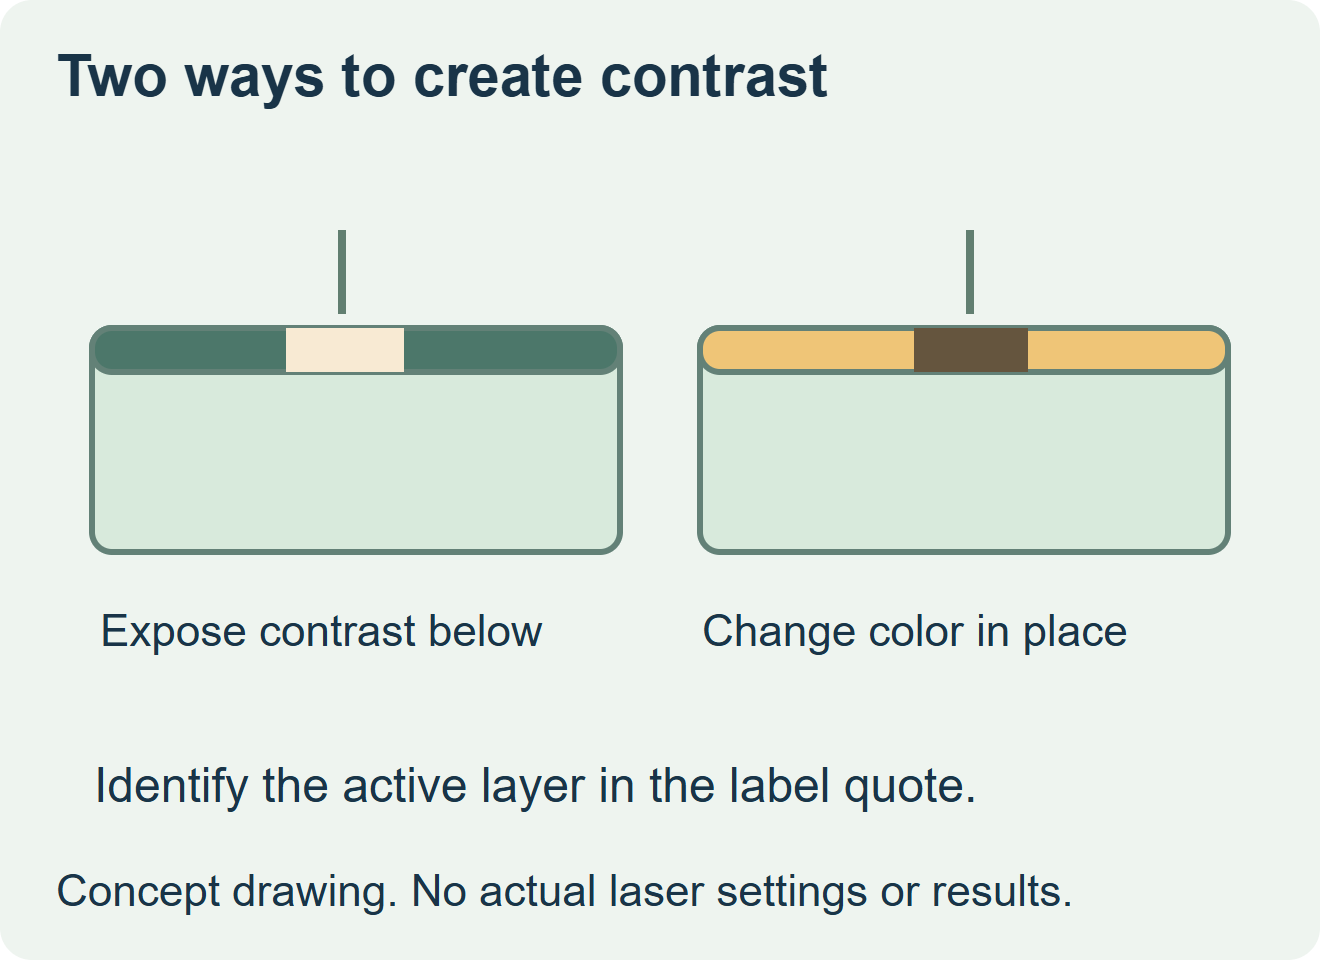 Two ways to create contrast
Expose contrast below
Change color in place
Identify the active layer in the label quote.
Concept drawing. No actual laser settings or results.